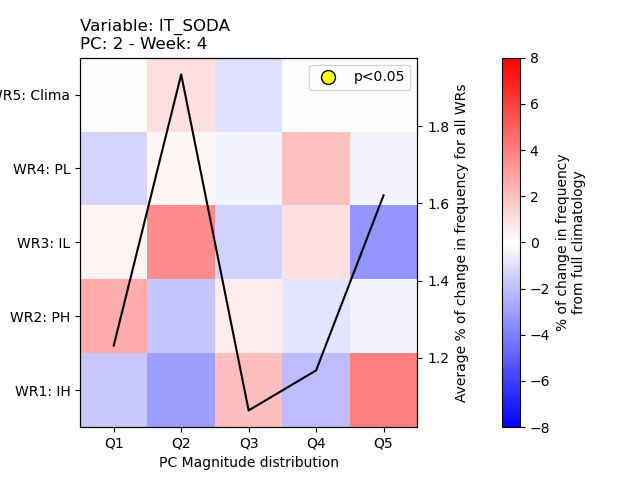 Variable: IT_SODA
PC: 2 - Week: 4
p<0.05
WR5: Clima
WR4: PL
WR3: IL
WR2: PH
WR1: IH
Q1 Q2 Q3 Q4 Q5
PC Magnitude distribution
1.8
1.6
1.4
1.2
Average % of change in frequency for all WRs
8
6
4
2
0
−2
−4
−6
−8
% of change in frequency
from full climatology